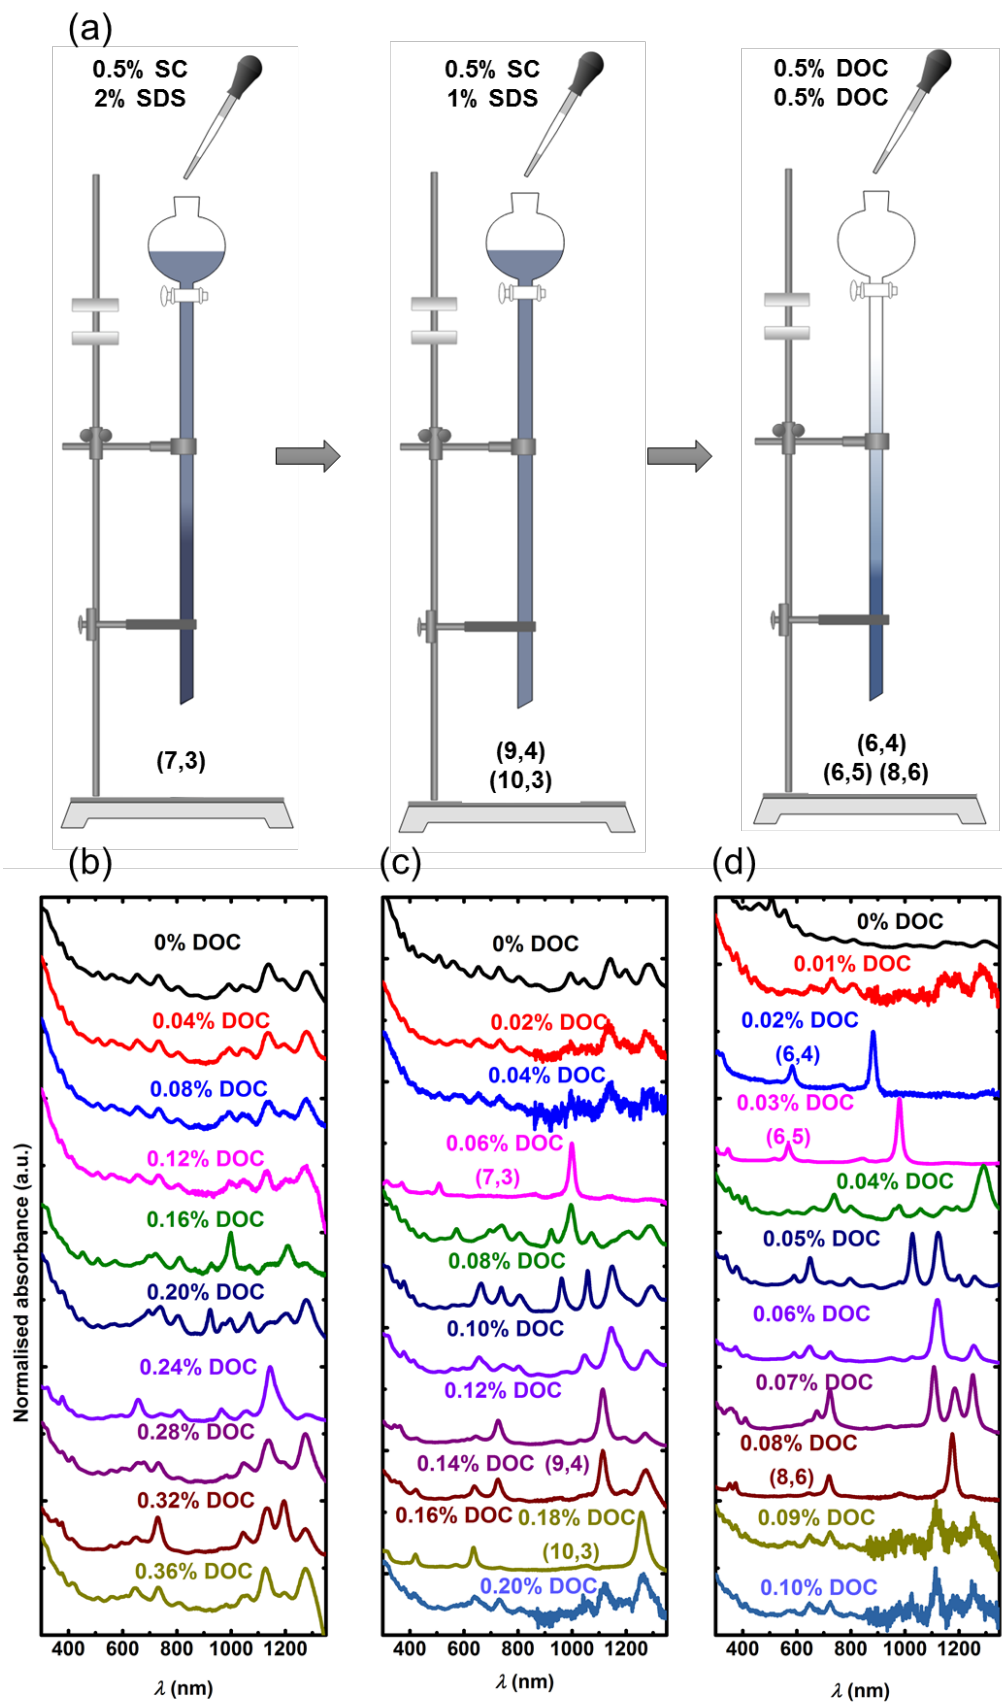 (a)
0.5% SC
2% SDS
0.5% SC
1% SDS
0.5% DOC
0.5% DOC
(7,3)
(9,4)
(10,3)
(6,4)
(6,5) (8,6)
(b)
Normalised absorbance (a.u.)
0% DOC
0.04% DOC
0.08% DOC
0.12% DOC
0.16% DOC
0.20% DOC
0.24% DOC
0.28% DOC
0.32% DOC
0.36% DOC
400 600 800 1000 1200
λ (nm)
(c)
0% DOC
0.02% DOC
0.04% DOC
0.06% DOC
(7,3)
0.08% DOC
0.10% DOC
0.12% DOC
0.14% DOC (9,4)
0.16% DOC 0.18% DOC
(10,3)
0.20% DOC
400 600 800 1000 1200
λ (nm)
(d)
0% DOC
0.01% DOC
0.02% DOC
(6,4)
0.03% DOC
(6,5)
0.04% DOC
0.05% DOC
0.06% DOC
0.07% DOC
0.08% DOC
(8,6)
0.09% DOC
0.10% DOC
400 600 800 1000 1200
λ (nm)